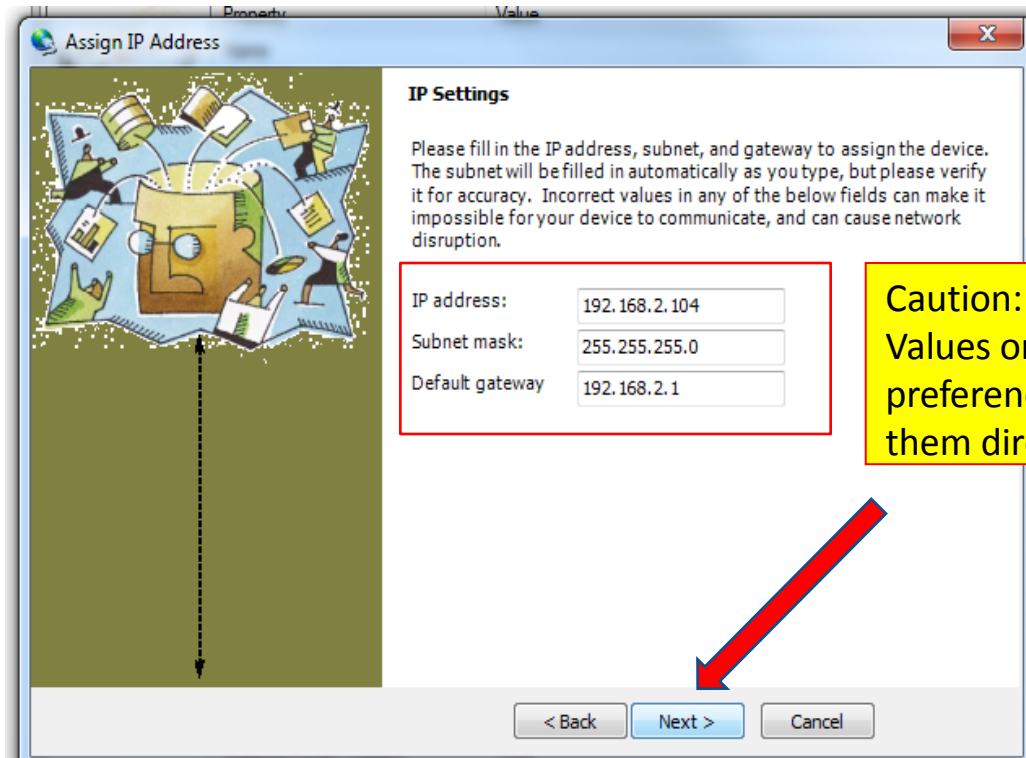 Property Value
Assign IP Address
IP Settings
Please fill in the IP address, subnet, and gateway to assign the device.
The subnet will be filled in automatically as you type, but please verify
it for accuracy. Incorrect values in any of the below fields can make it
impossible for your device to communicate, and can cause network
disruption.
IP address: 192.168.2.104
Subnet mask: 255.255.255.0
Default gateway 192.168.2.1
Caution:
Values
them
< Back Next > Cancel